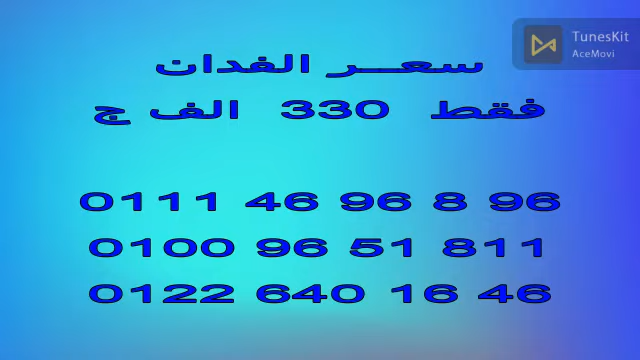 TunesKit
AceMovi
سعـــر الفدان
فقط 330 الف ج
0111 46 96 8 96
0100 96 51 811
0122 640 16 46